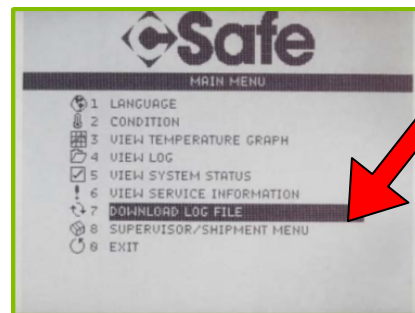 CSafe
MAIN MENU
1 LANGUAGE
2 CONDITION
3 VIEW TEMPERATURE GRAPH
4 VIEW LOG
5 VIEW SYSTEM STATUS
6 VIEW SERVICE INFORMATION
7 DOWNLOAD LOG FILE
8 SUPERVISOR/SHIPMENT MENU
0 EXIT